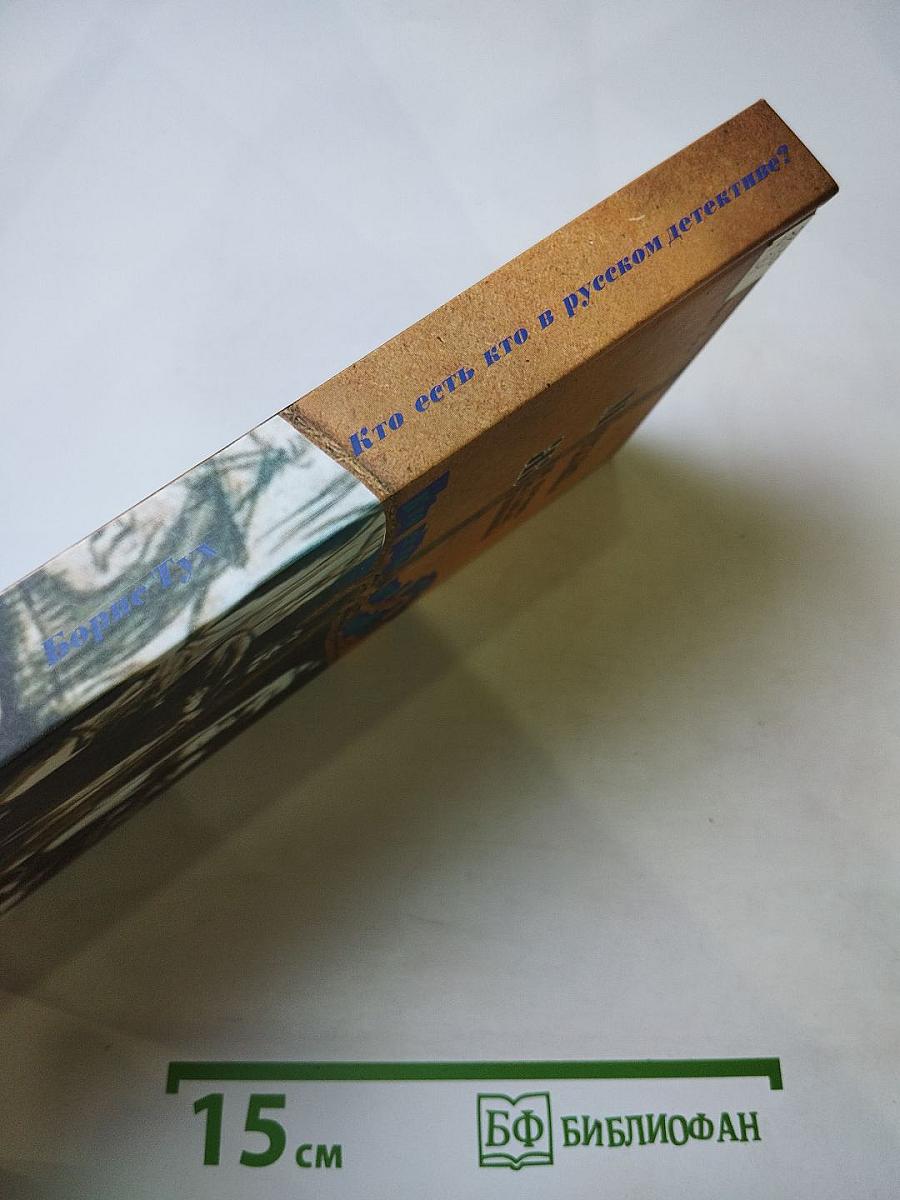 Борис Тух
Кто есть кто в русском детективе?
15 см
БФ БИБЛИОФАН